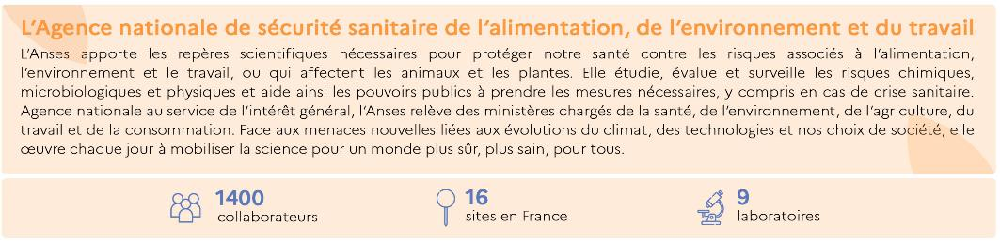 L'Agence nationale de sécurité sanitaire de l'alimentation, de l'environnement et du travail
L'Anses apporte les repères scientifiques nécessaires pour protéger notre santé contre les risques associés à l'alimentation,
l'environnement et le travail, ou qui affectent les animaux et les plantes. Elle étudie, évalue et surveille les risques chimiques,
microbiologiques et physiques et aide ainsi les pouvoirs publics à prendre les mesures nécessaires, y compris en cas de crise sanitaire.
Agence nationale au service de l'intérêt général, l'Anses relève des ministères chargés de la santé, de l'environnement, de l'agriculture, du
travail et de la consommation. Face aux menaces nouvelles liées aux évolutions du climat, des technologies et nos choix de société, elle
œuvre chaque jour à mobiliser la science pour un monde plus sûr, plus sain, pour tous.
1400
collaborateurs
16
sites en France
9
laboratoires